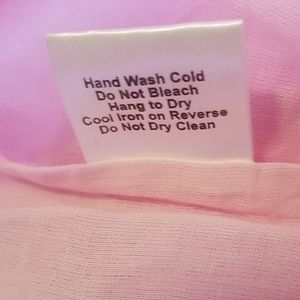 Hand Wash Cold
Do Not Bleach
Hang to Dry
Cool Iron on Reverse
Do Not Dry Clean